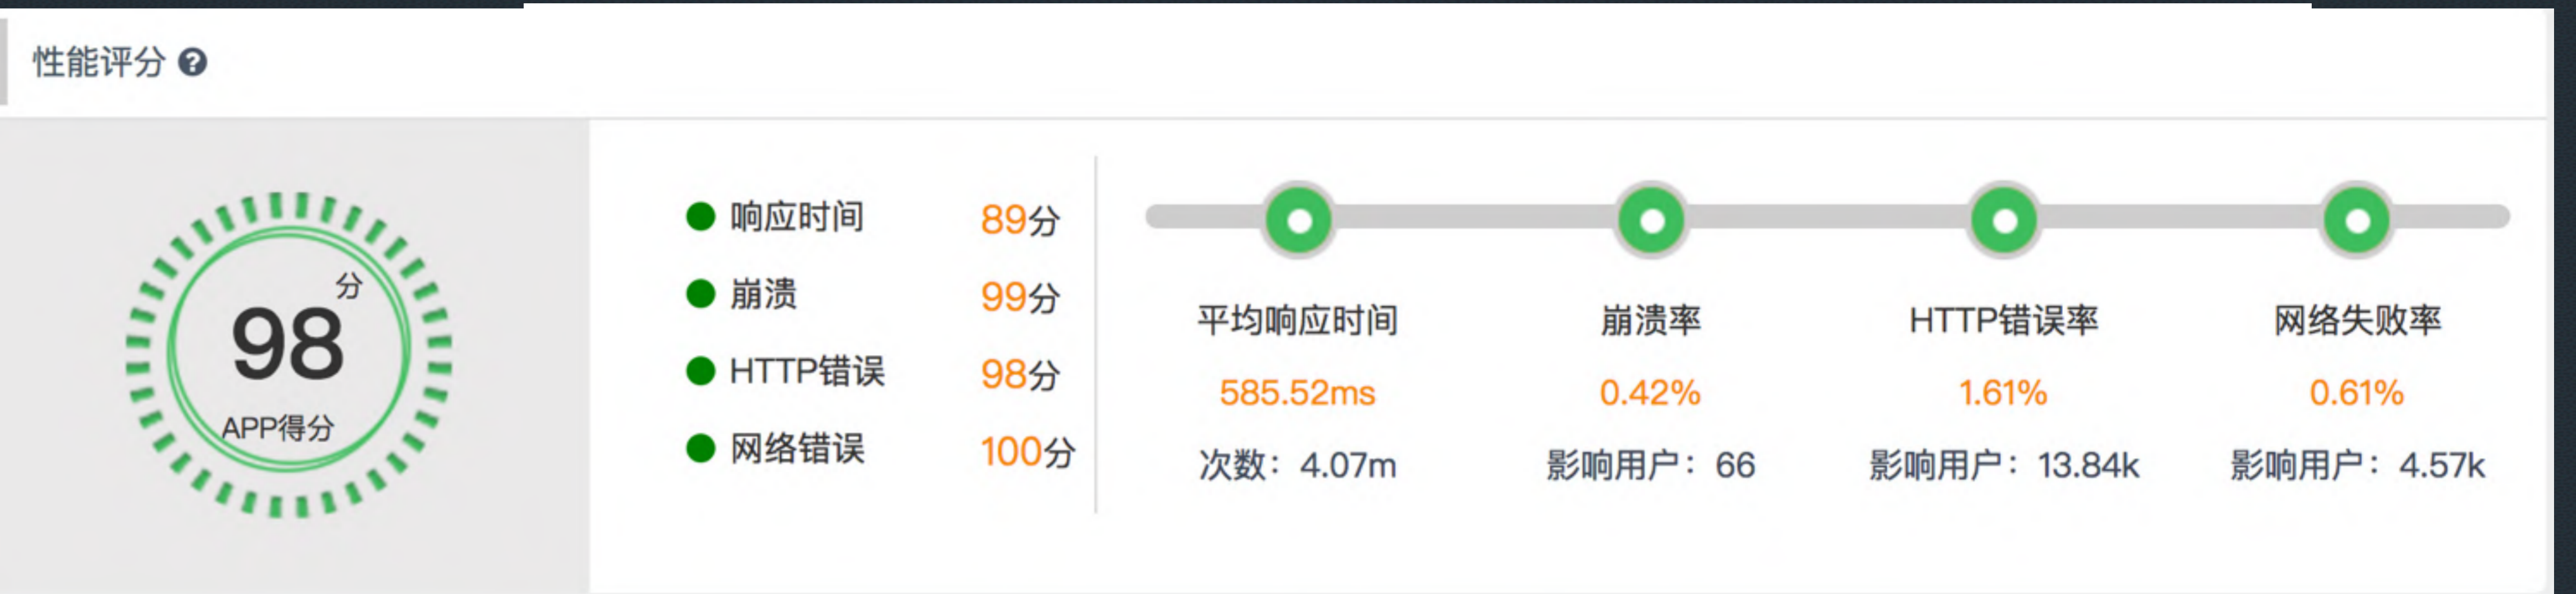 性能评分
分
98
APP得分
响应时间 89分
崩溃 99分
HTTP错误 98分
网络错误 100分
平均响应时间 崩溃率 HTTP错误率 网络失败率
585.52ms 0.42% 1.61% 0.61%
次数：4.07m 影响用户：66 影响用户：13.84k 影响用户：4.57k